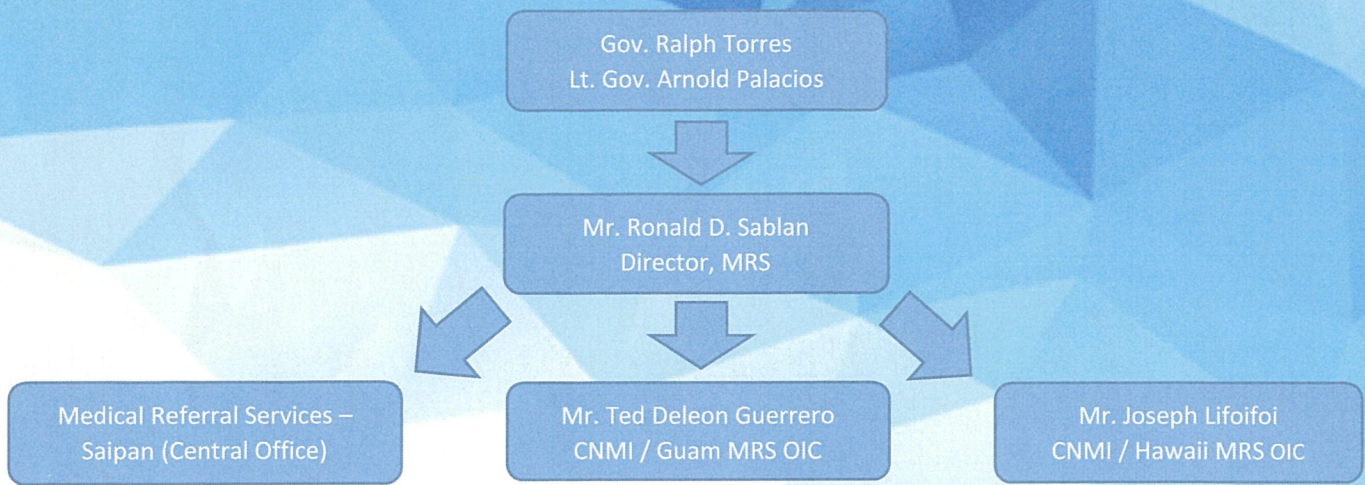 Gov. Ralph Torres
Lt. Gov. Arnold Palacios
Mr. Ronald D. Sablan
Director, MRS
Medical Referral Services –
Saipan (Central Office)
Mr. Ted Deleon Guerrero
CNMI / Guam MRS OIC
Mr. Joseph Lifoifoi
CNMI / Hawaii MRS OIC